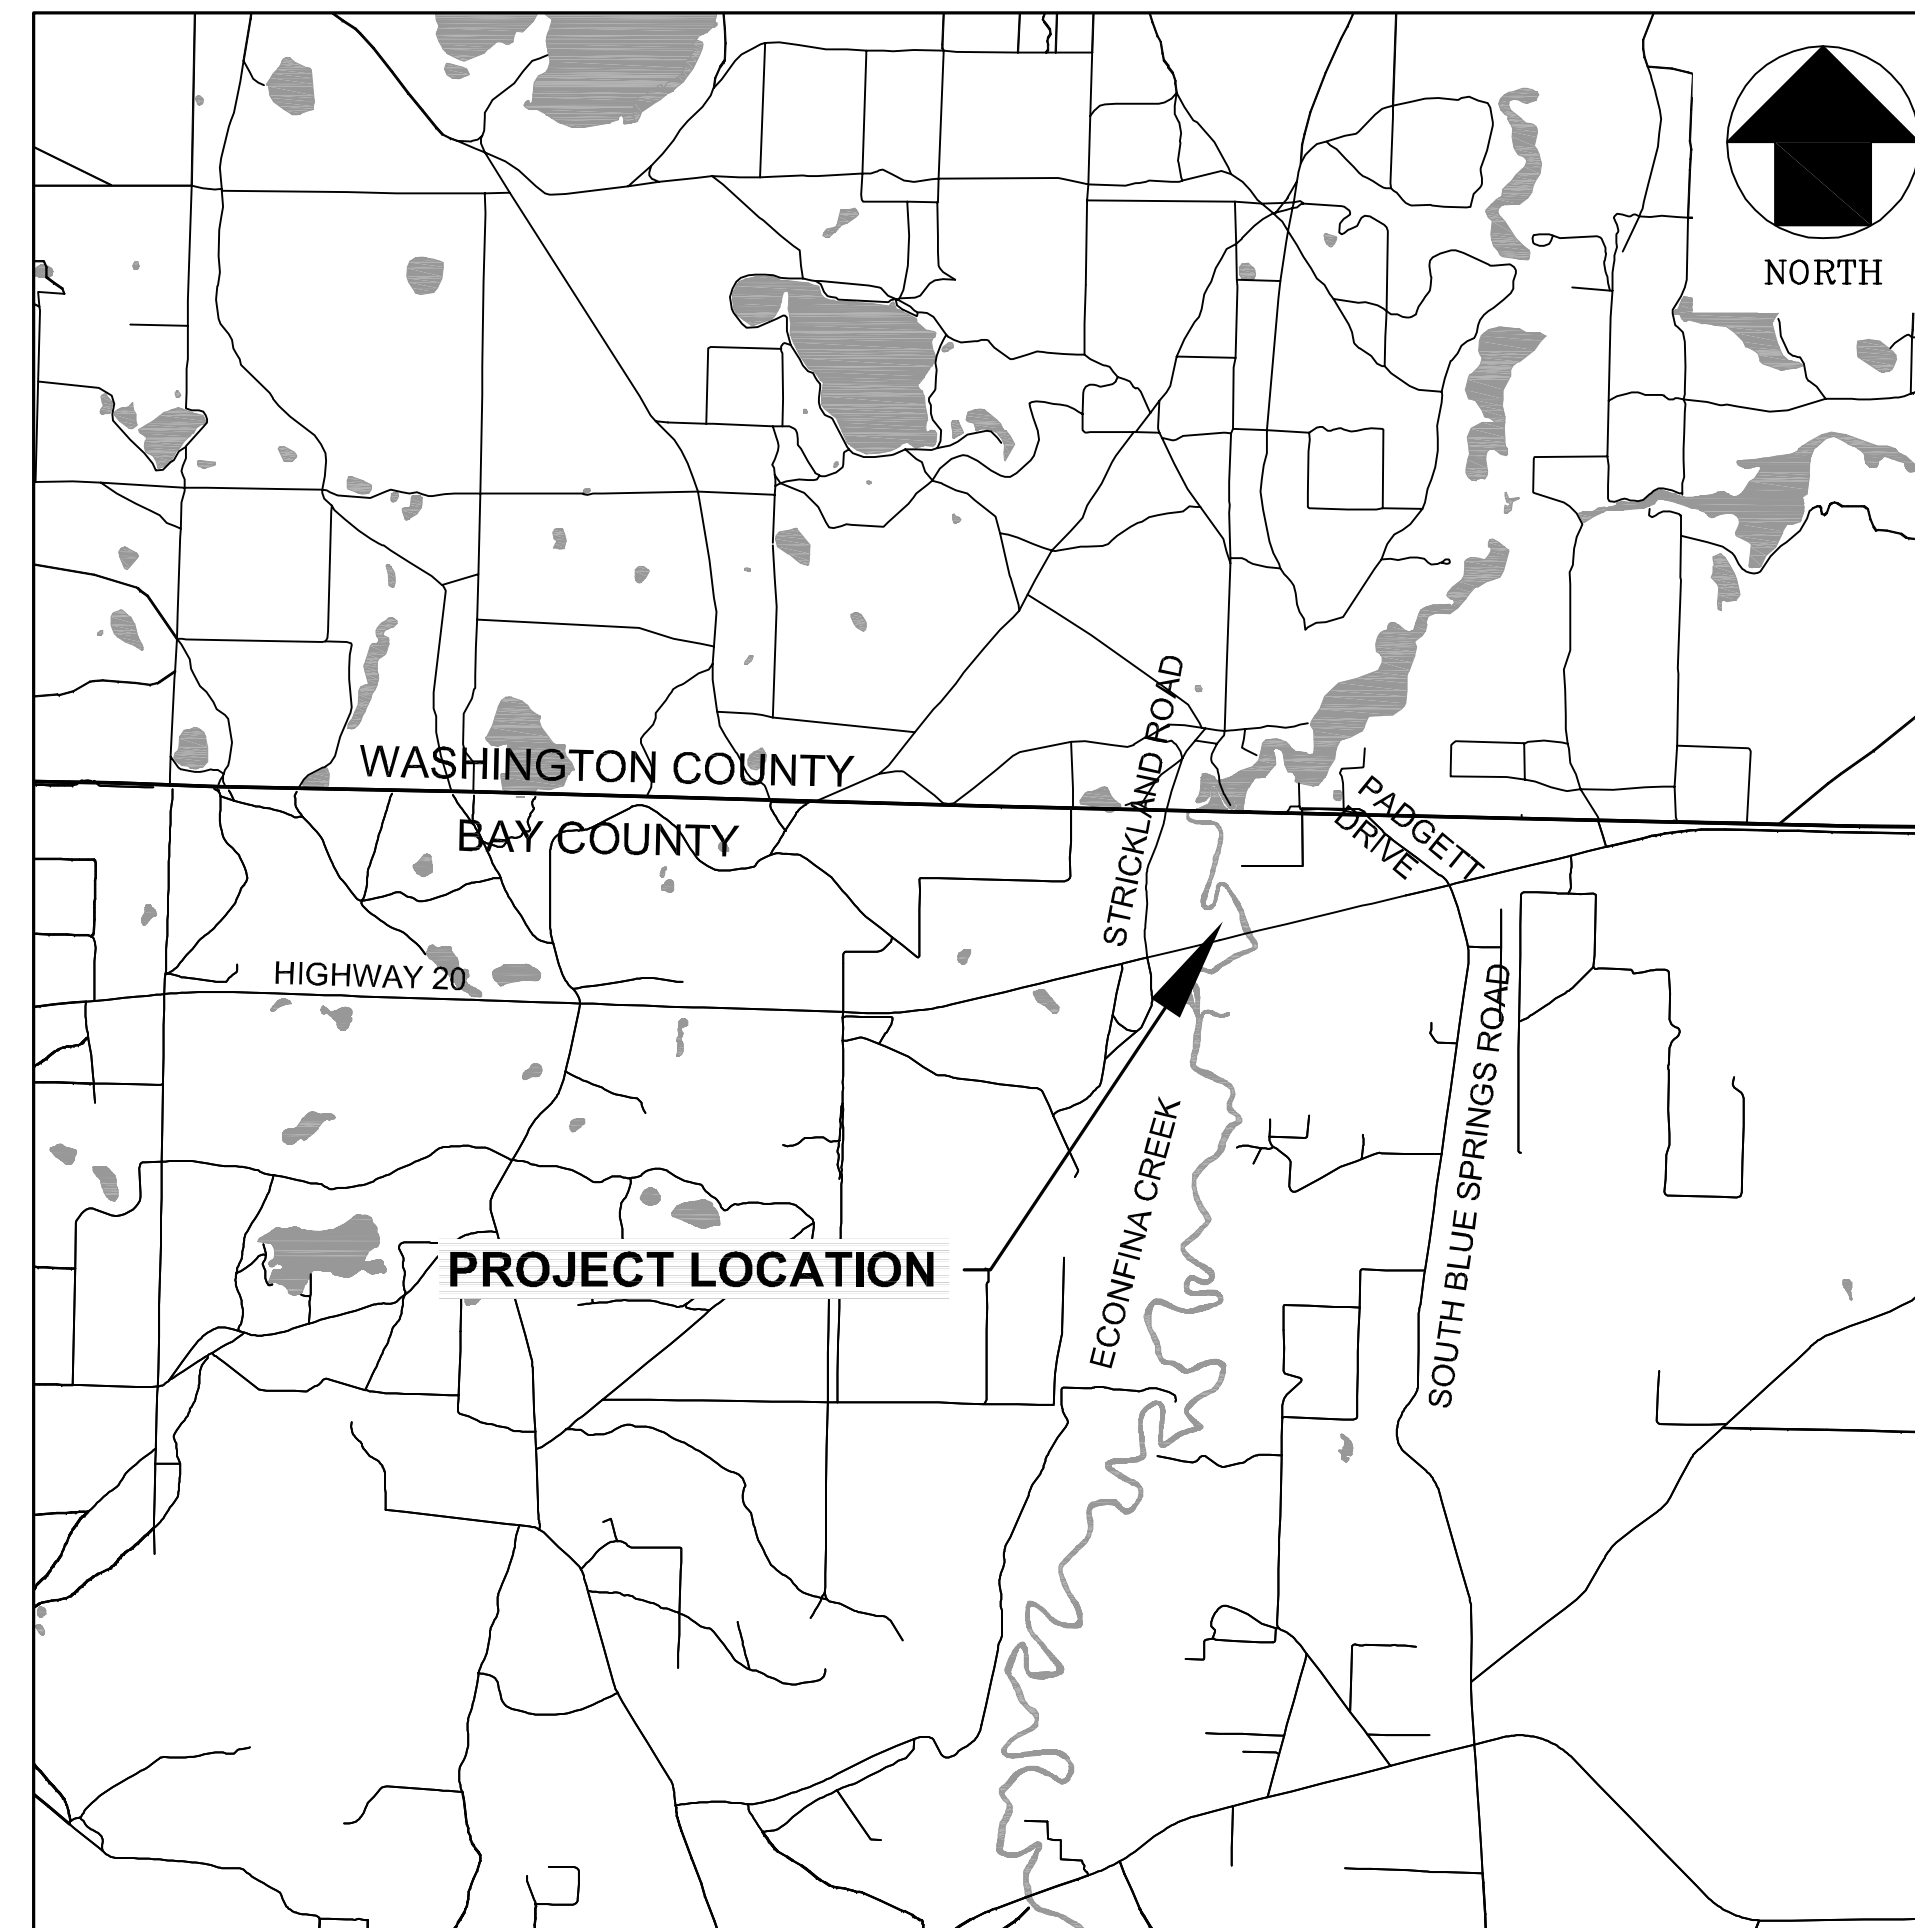 NORTH
STRICKLAND ROAD
WASHINGTON COUNTY
BAY COUNTY
PADGETT
DRIVE
HIGHWAY 20
SOUTH BLUE SPRINGS ROAD
ECONFINA CREEK
PROJECT LOCATION